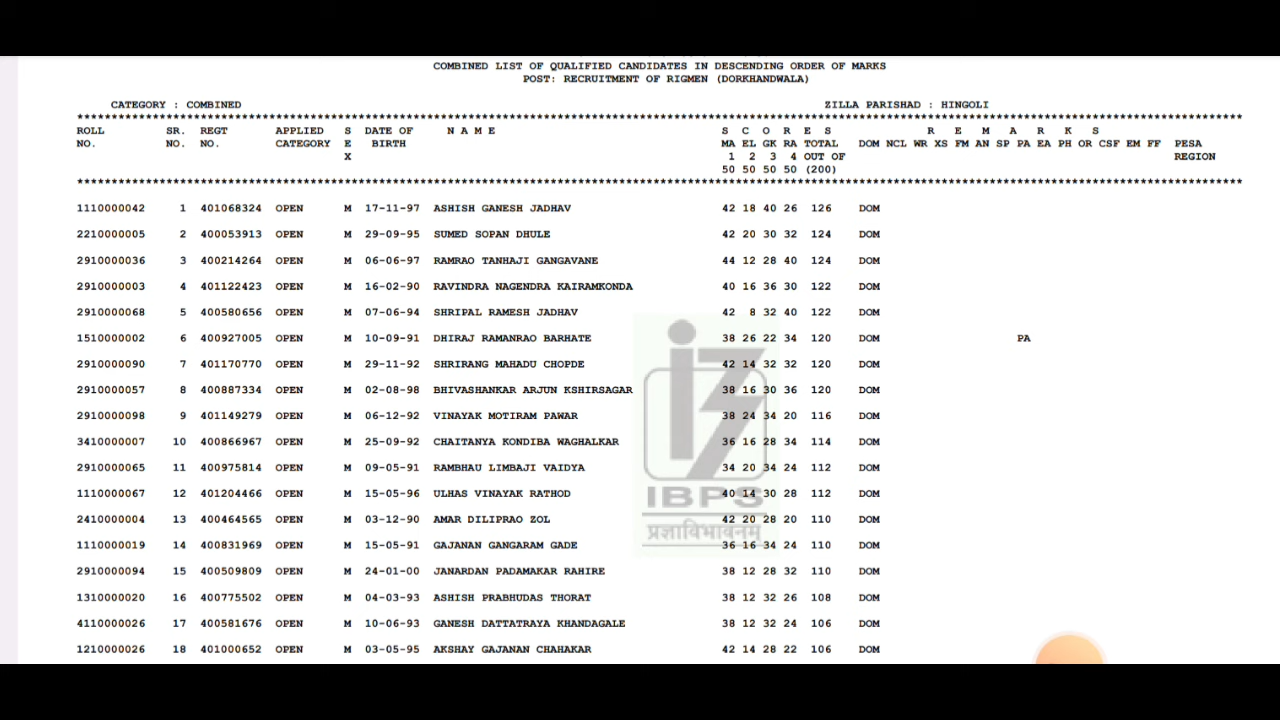 COMBINED LIST OF QUALIFIED CANDIDATES IN DESCENDING ORDER OF MARKS
POST: RECRUITMENT OF RIGMEN (DORKHANDWALA)
CATEGORY : COMBINED ZILLA PARISHAD : HINGOLI
************************************************************
ROLL SR. REGT APPLIED S DATE OF N A M E S C O R E S R E M A R K S
NO. NO. NO. CATEGORY E BIRTH MA EL GK RA TOTAL DOM NCL WR XS FM AN SP PA EA PH OR CSF EM FF PESA
X 1 2 3 4 OUT OF REGION
50 50 50 50 (200)
************************************************************
1110000042 1 401068324 OPEN M 17-11-97 ASHISH GANESH JADHAV 42 18 40 26 126 DOM
2210000005 2 400053913 OPEN M 29-09-95 SUMED SOPAN DHULE 42 20 30 32 124 DOM
2910000036 3 400214264 OPEN M 06-06-97 RAMRAO TANHAJI GANGAVANE 44 12 28 40 124 DOM
2910000003 4 401122423 OPEN M 16-02-90 RAVINDRA NAGENDRA KAIRAMKONDA 40 16 36 30 122 DOM
2910000068 5 400580656 OPEN M 07-06-94 SHRIPAL RAMESH JADHAV 42 8 32 40 122 DOM
1510000002 6 400927005 OPEN M 10-09-91 DHIRAJ RAMANRAO BARHATE 38 26 22 34 120 DOM PA
2910000090 7 401170770 OPEN M 29-11-92 SHRIRANG MAHADU CHOPDE 42 14 32 32 120 DOM
2910000057 8 400887334 OPEN M 02-08-98 BHIVASHANKAR ARJUN KSHIRSAGAR 38 16 30 36 120 DOM
2910000098 9 401149279 OPEN M 06-12-92 VINAYAK MOTIRAM PAWAR 38 24 34 20 116 DOM
3410000007 10 400866967 OPEN M 25-09-92 CHAITANYA KONDIBA WAGHALKAR 36 16 28 34 114 DOM
2910000065 11 400975814 OPEN M 09-05-91 RAMBHAU LIMBAJI VAIDYA 34 20 34 24 112 DOM
1110000067 12 401204466 OPEN M 15-05-96 ULHAS VINAYAK RATHOD 40 14 30 28 112 DOM
2410000004 13 400464565 OPEN M 03-12-90 AMAR DILIPRAO ZOL 42 20 28 20 110 DOM
1110000019 14 400831969 OPEN M 15-05-91 GAJANAN GANGARAM GADE 36 16 34 24 110 DOM
2910000094 15 400509809 OPEN M 24-01-00 JANARDAN PADAMAKAR RAHIRE 38 12 28 32 110 DOM
1310000020 16 400775502 OPEN M 04-03-93 ASHISH PRABHUDAS THORAT 38 12 32 26 108 DOM
4110000026 17 400581676 OPEN M 10-06-93 GANESH DATTATRAYA KHANDAGALE 38 12 32 24 106 DOM
1210000026 18 401000652 OPEN M 03-05-95 AKSHAY GAJANAN CHAHAKAR 42 14 28 22 106 DOM
IBPS
प्रज्ञाविभावनम्